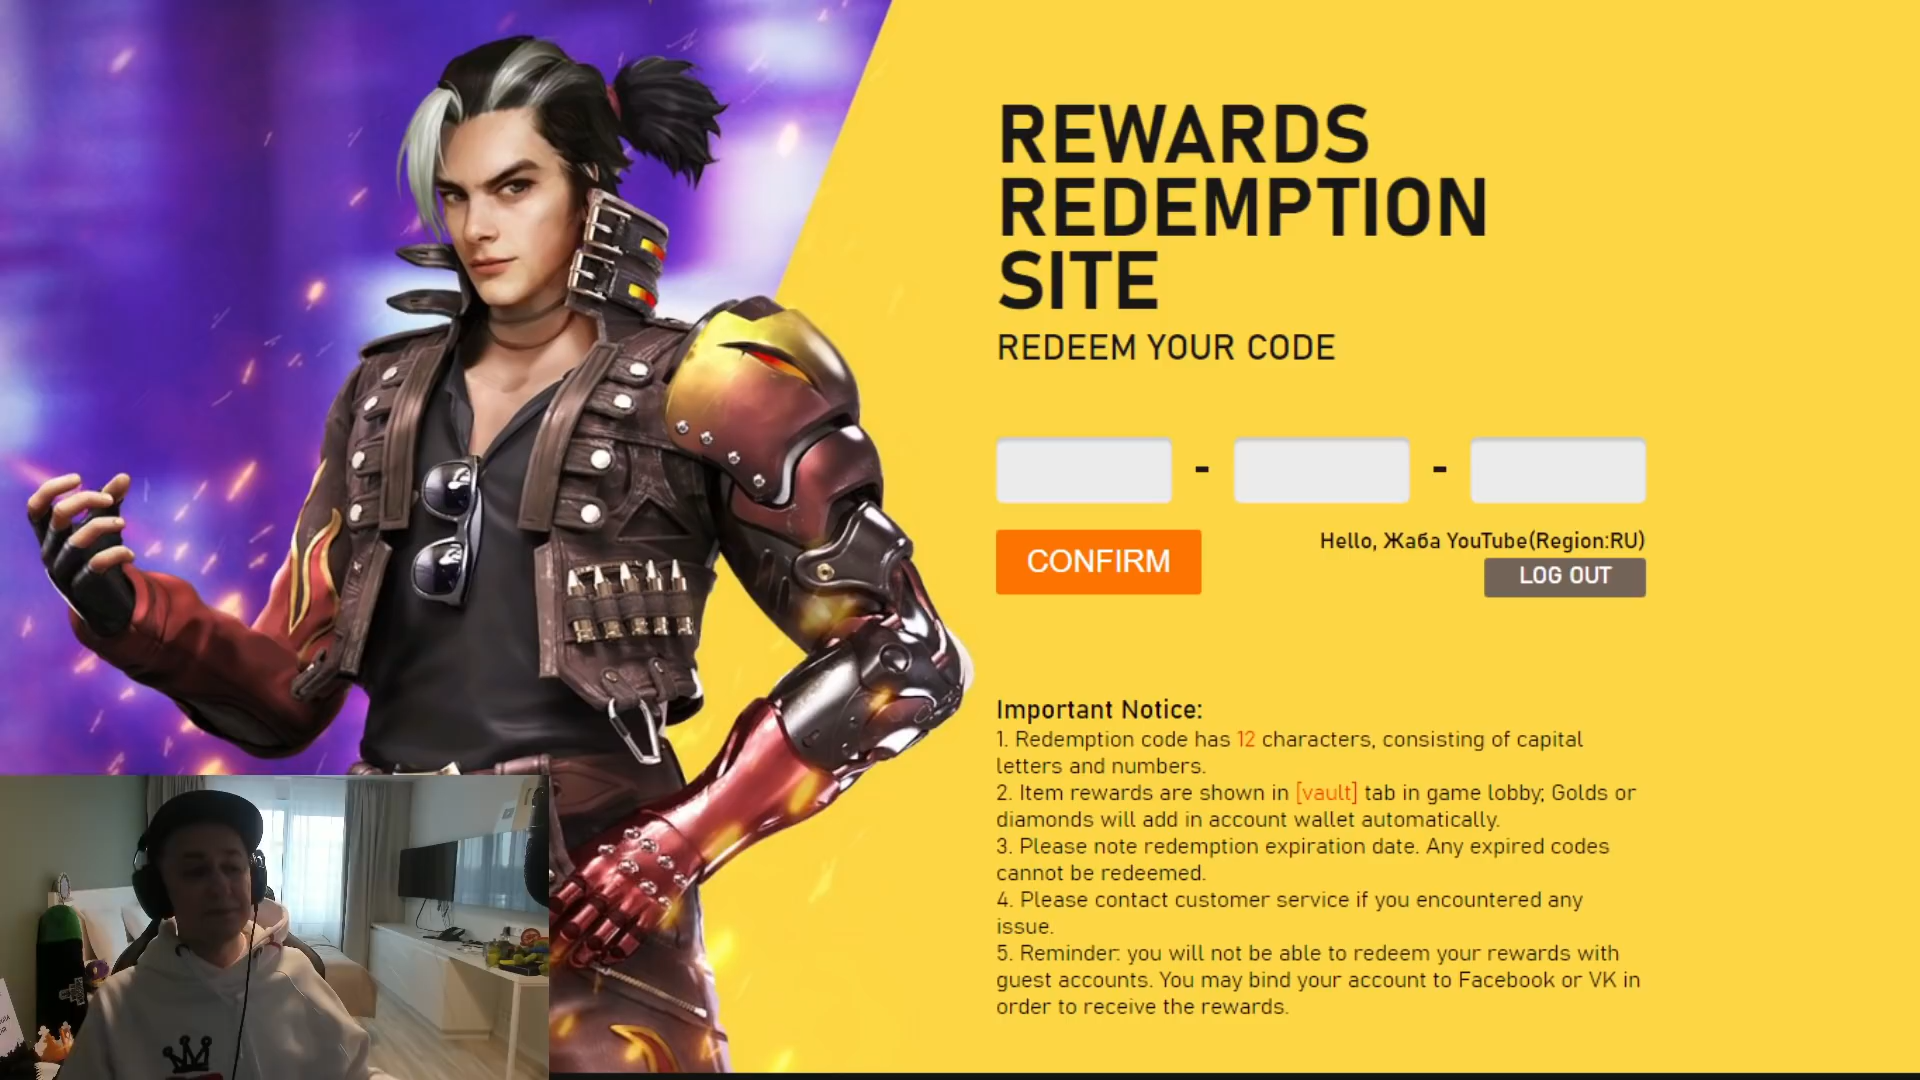 REWARDS
REDEMPTION
SITE
REDEEM YOUR CODE
- -
CONFIRM
Hello, Жаба YouTube(Region:RU)
LOG OUT
Important Notice:
1. Redemption code has 12 characters, consisting of capital
letters and numbers.
2. Item rewards are shown in [vault] tab in game lobby; Golds or
diamonds will add in account wallet automatically.
3. Please note redemption expiration date. Any expired codes
cannot be redeemed.
4. Please contact customer service if you encountered any
issue.
5. Reminder: you will not be able to redeem your rewards with
guest accounts. You may bind your account to Facebook or VK in
order to receive the rewards.